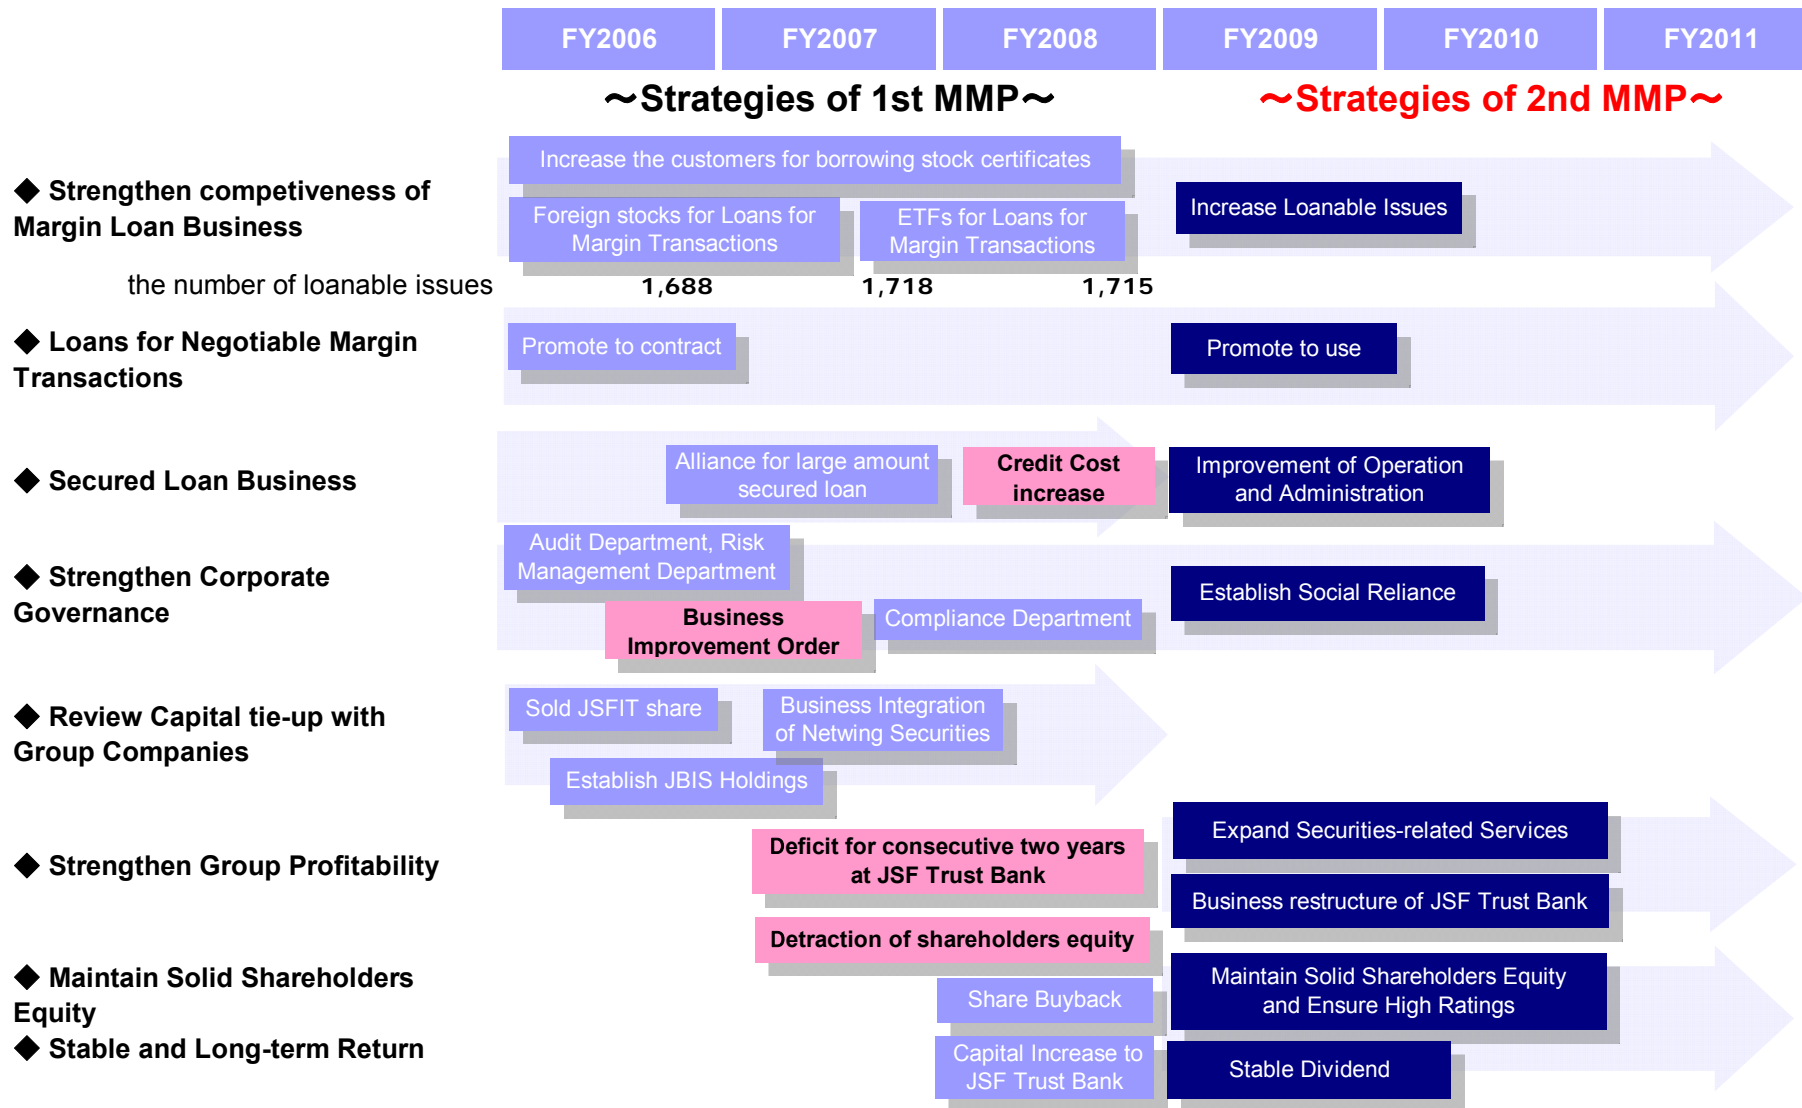 FY2006 FY2007 FY2008 FY2009 FY2010 FY2011
～Strategies of 1st MMP～ ～Strategies of 2nd MMP～
◆ Strengthen competiveness of
Margin Loan Business
Increase the customers for borrowing stock certificates
Foreign stocks for Loans for
Margin Transactions
ETFs for Loans for
Margin Transactions
Increase Loanable Issues
the number of loanable issues 1,688 1,718 1,715
◆ Loans for Negotiable Margin
Transactions
Promote to contract
Promote to use
◆ Secured Loan Business
Alliance for large amount
secured loan
Credit Cost
increase
Improvement of Operation
and Administration
◆ Strengthen Corporate
Governance
Audit Department, Risk
Management Department
Business
Improvement Order
Compliance Department
Establish Social Reliance
◆ Review Capital tie-up with
Group Companies
Sold JSFIT share
Business Integration
of Netwing Securities
Establish JBIS Holdings
◆ Strengthen Group Profitability
Deficit for consecutive two years
at JSF Trust Bank
Expand Securities-related Services
Business restructure of JSF Trust Bank
Detraction of shareholders equity
◆ Maintain Solid Shareholders
Equity
Share Buyback
Maintain Solid Shareholders Equity
and Ensure High Ratings
◆ Stable and Long-term Return
Capital Increase to
JSF Trust Bank
Stable Dividend